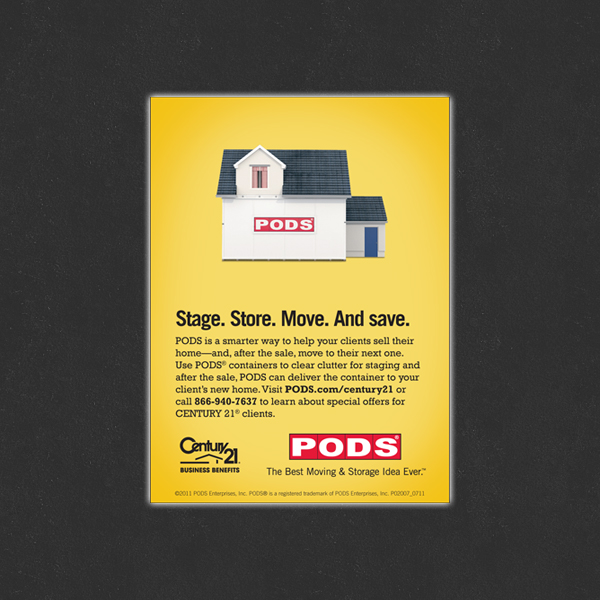 PODS
Stage. Store. Move. And save.
PODS is a smarter way to help your clients sell their
home—and, after the sale, move to their next one.
Use PODS® containers to clear clutter for staging and
after the sale, PODS can deliver the container to your
client's new home. Visit PODS.com/century21 or
call 866-940-7637 to learn about special offers for
CENTURY 21® clients.
Century 21.
BUSINESS BENEFITS
PODS®
The Best Moving & Storage Idea Ever.™
©2011 PODS Enterprises, Inc. PODS® is a registered trademark of PODS Enterprises, Inc. P02007_0711